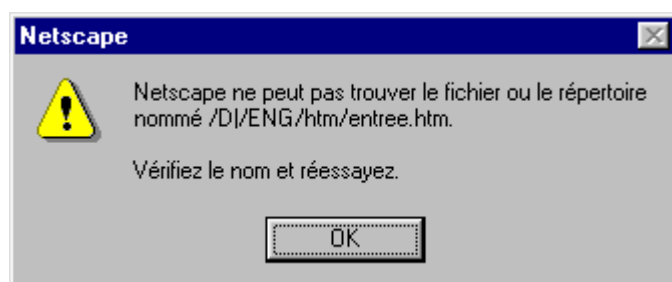 Netscape
Netscape ne peut pas trouver le fichier ou le répertoire
nommé /D|/ENG/htm/entree.htm.
Vérifiez le nom et réessayez.
OK